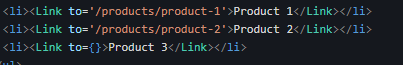 <li><Link to='/products/product-1'>Product 1</Link></li>
<li><Link to='/products/product-2'>Product 2</Link></li>
<li><Link to={}>Product 3</Link></li>